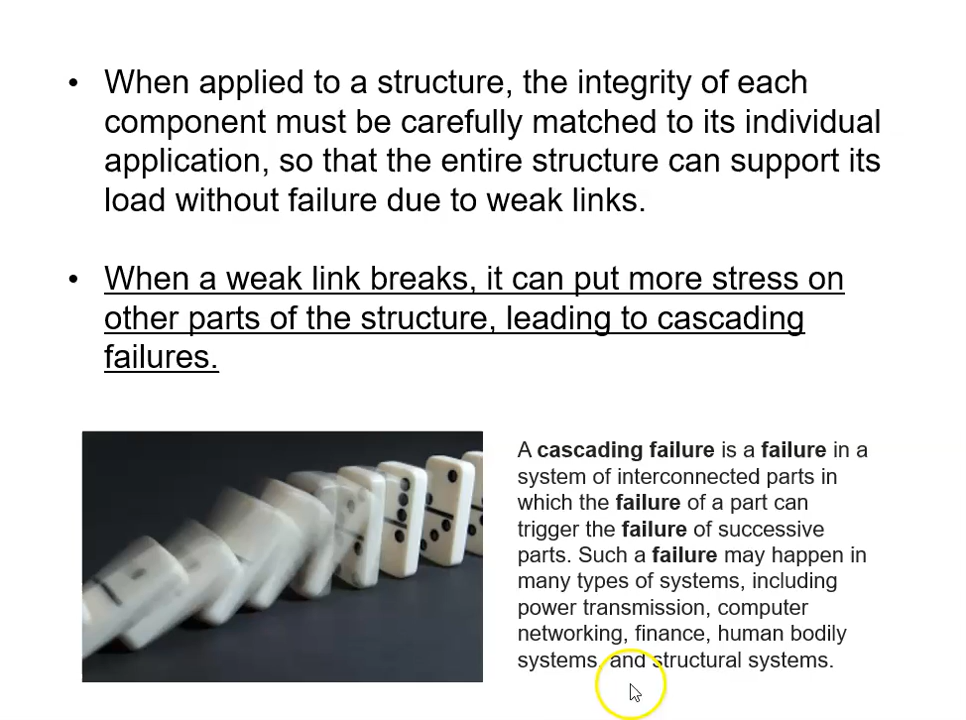 • When applied to a structure, the integrity of each
component must be carefully matched to its individual
application, so that the entire structure can support its
load without failure due to weak links.
• When a weak link breaks, it can put more stress on
other parts of the structure, leading to cascading
failures.
A cascading failure is a failure in a
system of interconnected parts in
which the failure of a part can
trigger the failure of successive
parts. Such a failure may happen in
many types of systems, including
power transmission, computer
networking, finance, human bodily
systems, and structural systems.